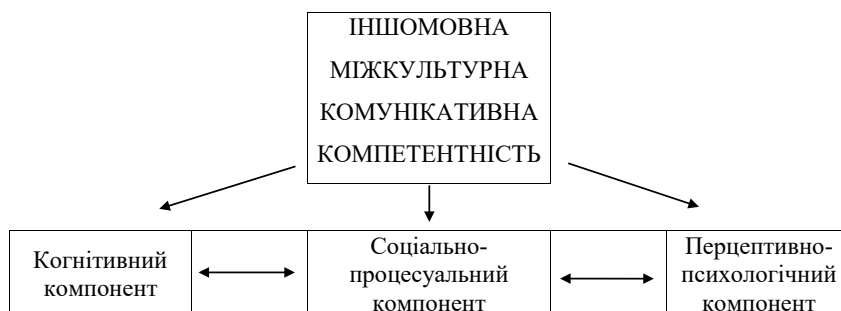 ІНШОМОВНА
МІЖКУЛЬТУРНА
КОМУНІКАТИВНА
КОМПЕТЕНТНІСТЬ
Когнітивний
компонент
Соціально-
процесуальний
компонент
Перцептивно-
психологічний
компонент